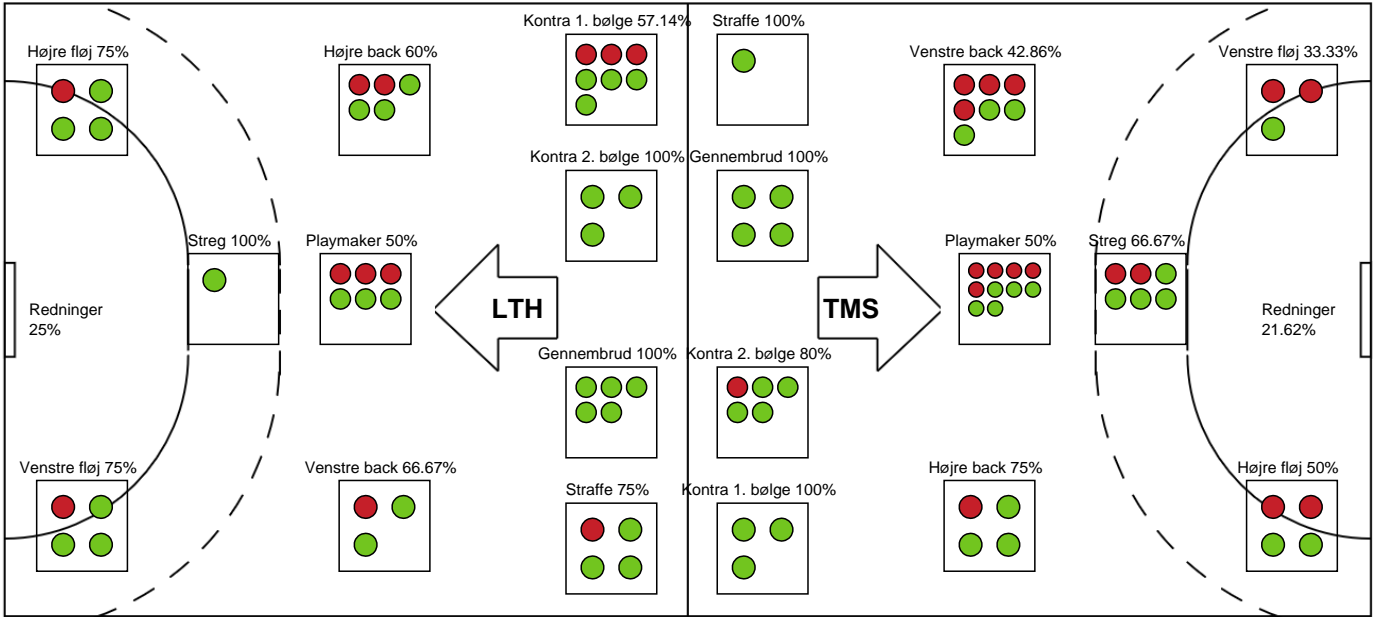 Kontra 1. bølge 57.14%
Straffe 100%
Højre fløj 75%
Højre back 60%
Venstre back 42.86%
Venstre fløj 33.33%
Kontra 2. bølge 100%
Gennembrud 100%
Streg 100%
Playmaker 50%
Playmaker 50%
Streg 66.67%
Redninger
25%
LTH
TMS
Redninger
21.62%
Gennembrud 100%
Kontra 2. bølge 80%
Venstre fløj 75%
Venstre back 66.67%
Højre back 75%
Højre fløj 50%
Straffe 75%
Kontra 1. bølge 100%